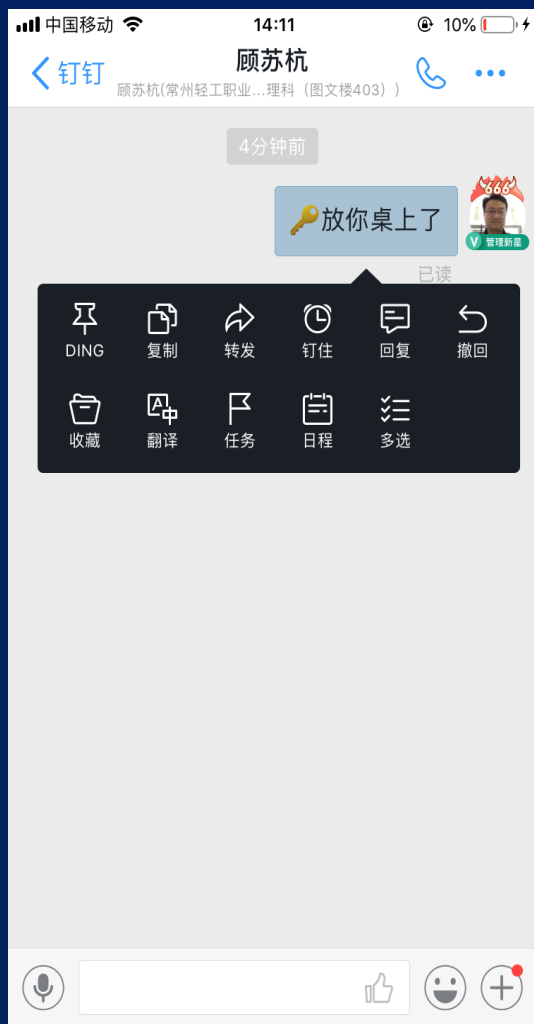 中国移动 14:11 10%
钉钉 顾苏杭
顾苏杭(常州轻工职业...理科（图文楼403）)
4分钟前
🔑放你桌上了
666
V 管理新星
已读
DING 复制 转发 钉住 回复 撤回
收藏 翻译 任务 日程 多选